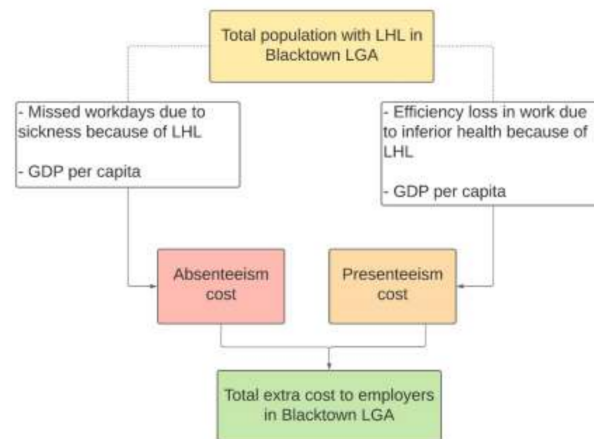 Total population with LHL in
Blacktown LGA
- Missed workdays due to
sickness because of LHL
- GDP per capita
- Efficiency loss in work due
to inferior health because of
LHL
- GDP per capita
Absenteeism
cost
Presenteeism
cost
Total extra cost to employers
in Blacktown LGA